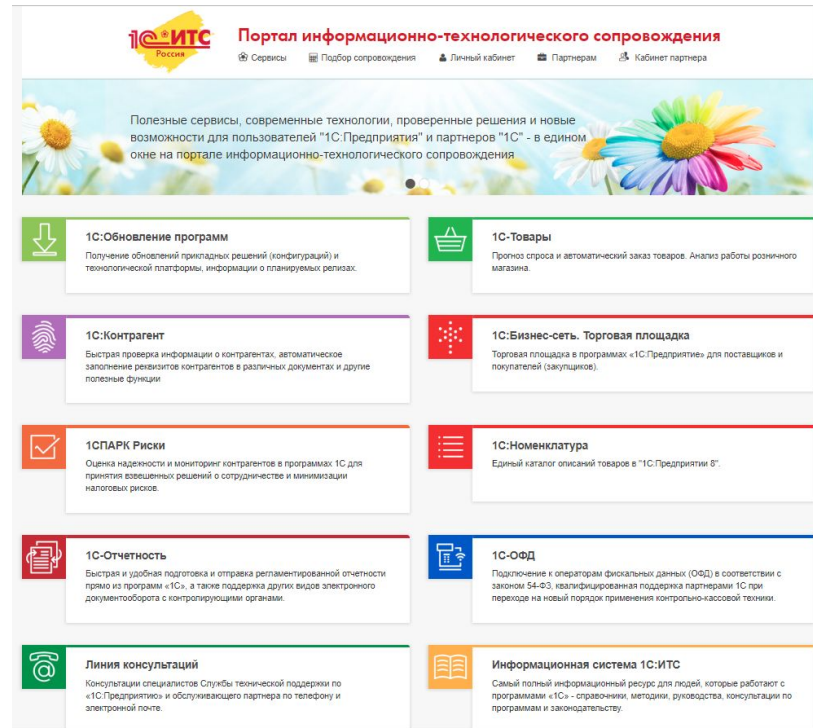 1С®ИТС
Россия
Портал информационно-технологического сопровождения
Сервисы Подбор сопровождения Личный кабинет Партнерам Кабинет партнера
Полезные сервисы, современные технологии, проверенные решения и новые
возможности для пользователей "1С:Предприятия" и партнеров "1С" - в едином
окне на портале информационно-технологического сопровождения
1С:Обновление программ
Получение обновлений прикладных решений (конфигураций) и
технологической платформы, информации о планируемых релизах.
1С-Товары
Прогноз спроса и автоматический заказ товаров. Анализ работы розничного
магазина.
1С:Контрагент
Быстрая проверка информации о контрагентах, автоматическое
заполнение реквизитов контрагентов в различных документах и другие
полезные функции
1С:Бизнес-сеть. Торговая площадка
Торговая площадка в программах «1С:Предприятие» для поставщиков и
покупателей (закупщиков).
1СПАРК Риски
Оценка надежности и мониторинг контрагентов в программах 1С для
принятия взвешенных решений о сотрудничестве и минимизации
налоговых рисков.
1С:Номенклатура
Единый каталог описаний товаров в "1С:Предприятии 8".
1С-Отчетность
Быстрая и удобная подготовка и отправка регламентированной отчетности
прямо из программ «1С», а также поддержка других видов электронного
документооборота с контролирующими органами.
1С-ОФД
Подключение к операторам фискальных данных (ОФД) в соответствии с
законом 54-ФЗ, квалифицированная поддержка партнерами 1С при
переходе на новый порядок применения контрольно-кассовой техники.
Линия консультаций
Консультации специалистов Службы технической поддержки по
«1С:Предприятию» и обслуживающего партнера по телефону и
электронной почте.
Информационная система 1С:ИТС
Самый полный информационный ресурс для людей, которые работают с
программами «1С» - справочники, методики, руководства, консультации по
программам и законодательству.